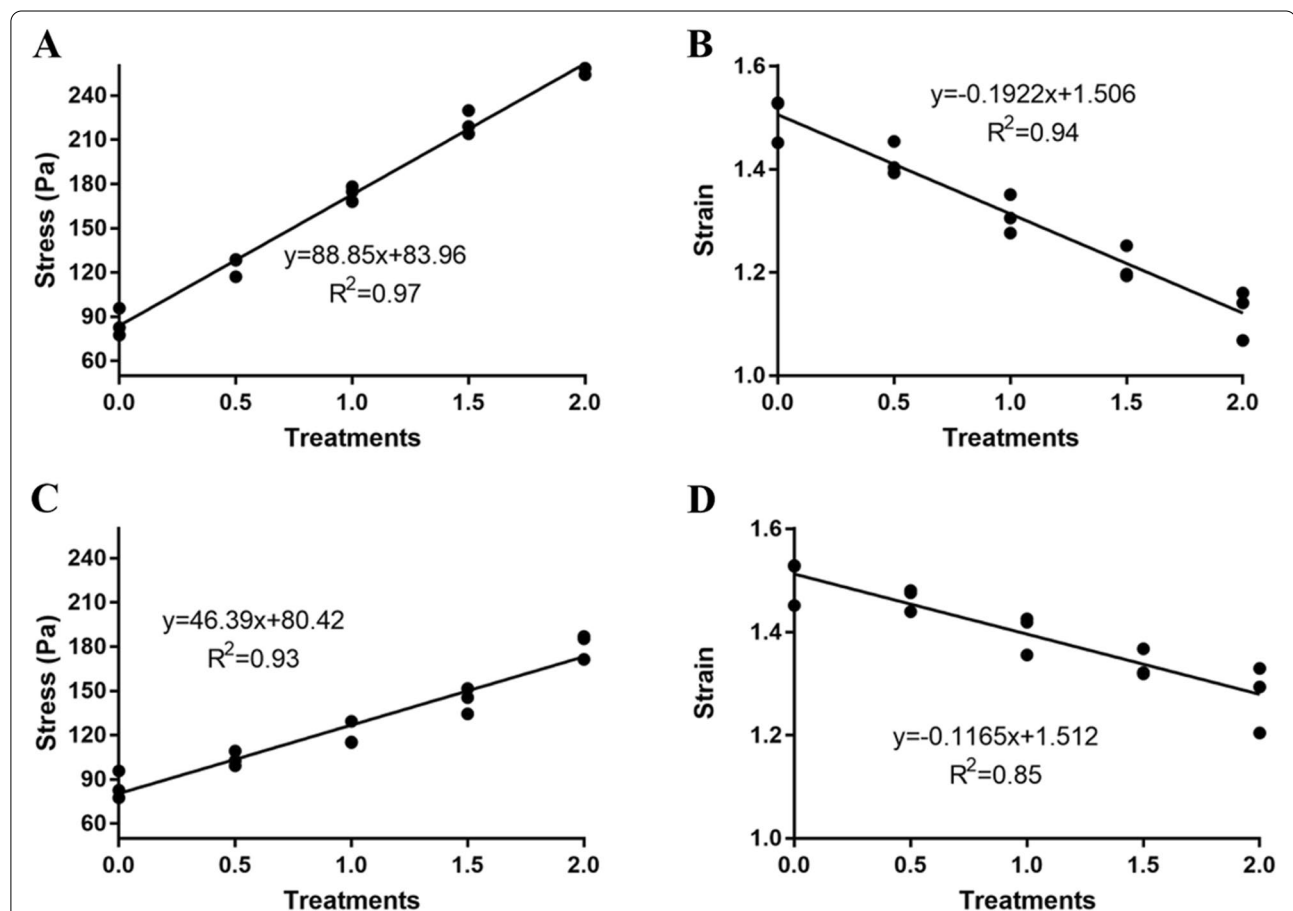 A
Stress (Pa)
240
210
180
150
120
90
60
y=88.85x+83.96
R²=0.97
0.0 0.5 1.0 1.5 2.0
Treatments
B
Strain
1.6
1.4
1.2
1.0
y=-0.1922x+1.506
R²=0.94
0.0 0.5 1.0 1.5 2.0
Treatments
C
Stress (Pa)
240
210
180
150
120
90
60
y=46.39x+80.42
R²=0.93
0.0 0.5 1.0 1.5 2.0
Treatments
D
Strain
1.6
1.4
1.2
1.0
y=-0.1165x+1.512
R²=0.85
0.0 0.5 1.0 1.5 2.0
Treatments